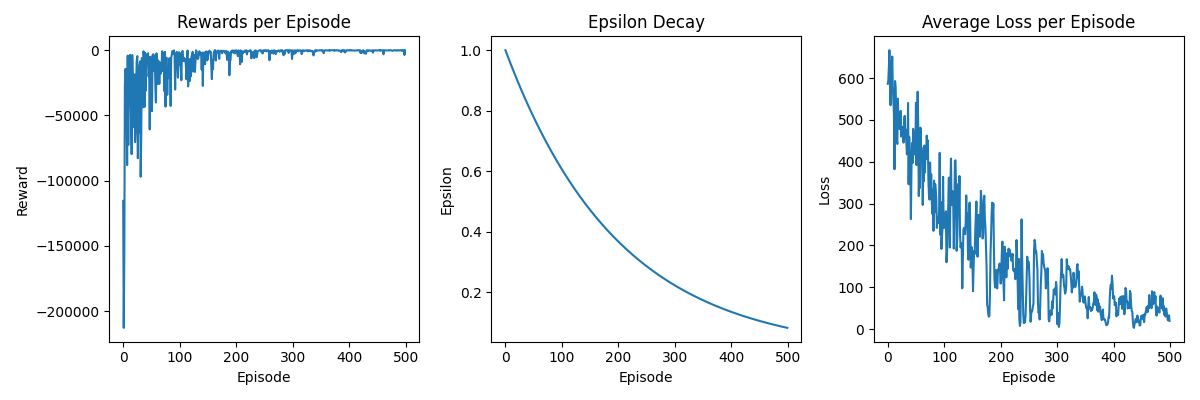 Rewards per Episode
0
−50000
−100000
−150000
−200000
Reward
0 100 200 300 400 500
Episode
Epsilon Decay
1.0
0.8
0.6
0.4
0.2
Epsilon
0 100 200 300 400 500
Episode
Average Loss per Episode
600
500
400
300
200
100
0
Loss
0 100 200 300 400 500
Episode